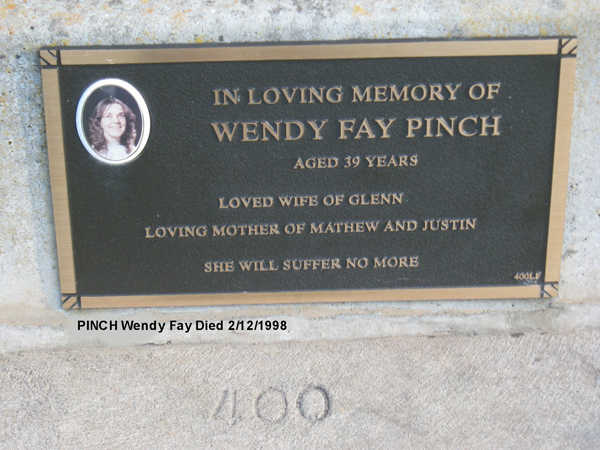 IN LOVING MEMORY OF
WENDY FAY PINCH
AGED 39 YEARS
LOVED WIFE OF GLENN
LOVING MOTHER OF MATHEW AND JUSTIN
SHE WILL SUFFER NO MORE
PINCH Wendy Fay Died 2/12/1998
400